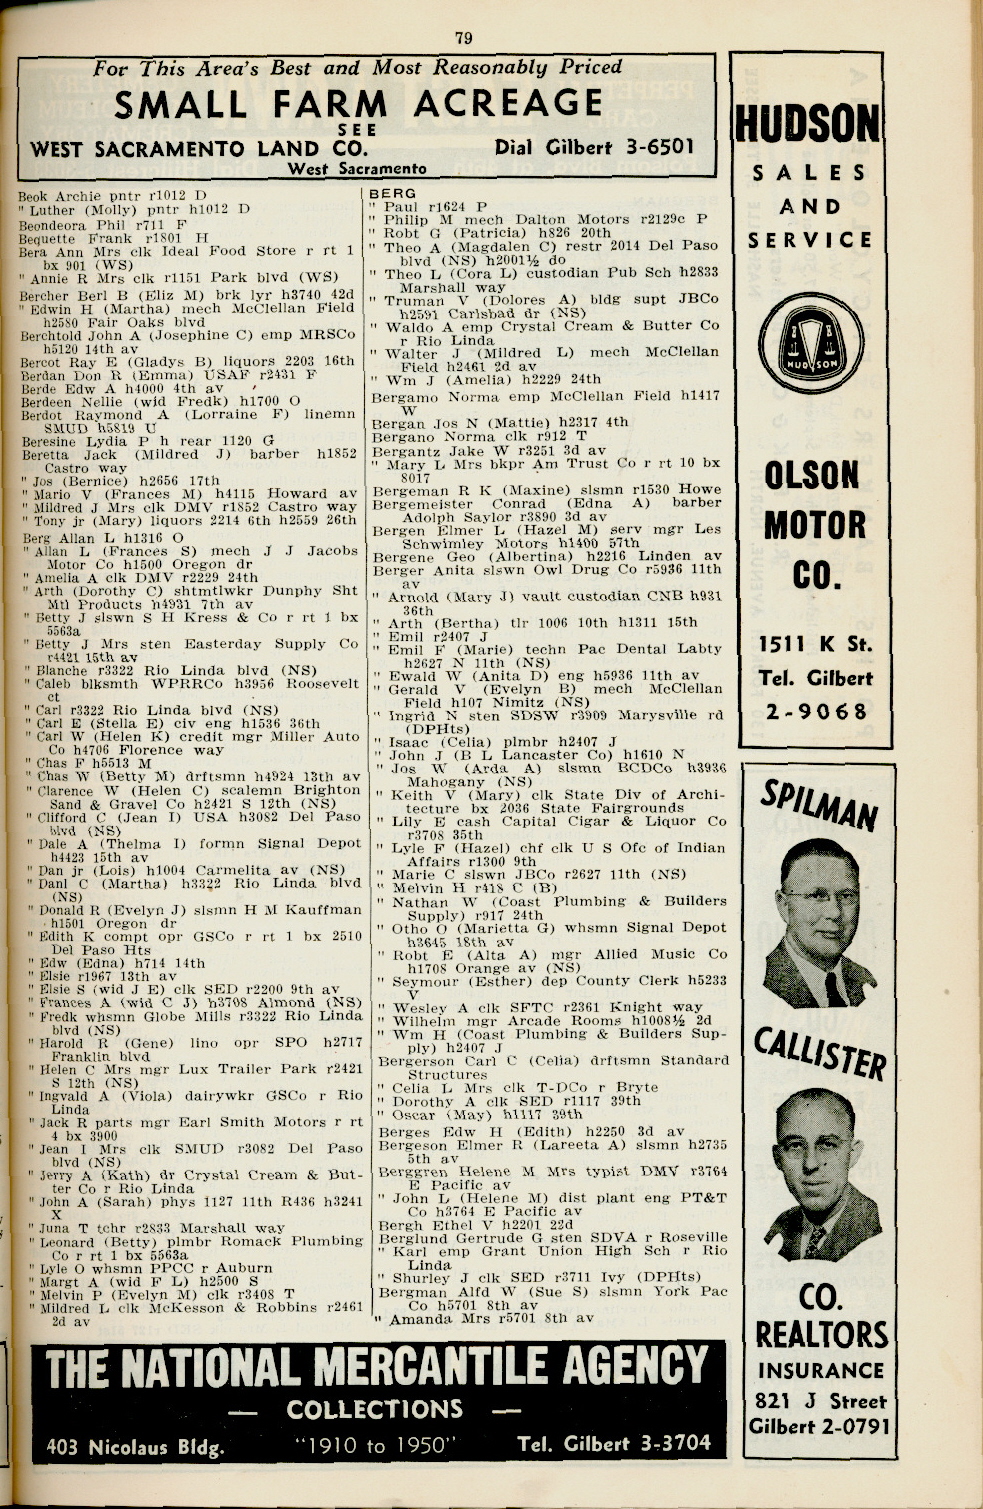 79
For This Area's Best and Most Reasonably Priced
SMALL FARM ACREAGE
SEE
WEST SACRAMENTO LAND CO. Dial Gilbert 3-6501
West Sacramento
Beok Archie pntr r1012 D
" Luther (Molly) pntr h1012 D
Beondeora Phil r711 F
Bequette Frank r1801 H
Bera Ann Mrs clk Ideal Food Store r rt 1
bx 901 (WS)
" Annie R Mrs clk r1151 Park blvd (WS)
Bercher Berl B (Eliz M) brk lyr h3740 42d
" Edwin H (Martha) mech McClellan Field
h2580 Fair Oaks blvd
Berchtold John A (Josephine C) emp MRSCo
h5120 14th av
Bercot Ray E (Gladys B) liquors 2203 16th
Berdan Don R (Emma) USAF r2431 F
Berde Edw A h4000 4th av
Berdeen Nellie (wid Fredk) h1700 O
Berdot Raymond A (Lorraine F) linemn
SMUD h5819 U
Beresine Lydia P h rear 1120 G
Beretta Jack (Mildred J) barber h1852
Castro way
" Jos (Bernice) h2656 17th
" Mario V (Frances M) h4115 Howard av
" Mildred J Mrs clk DMV r1852 Castro way
" Tony jr (Mary) liquors 2214 6th h2559 26th
Berg Allan L h1316 O
" Allan L (Frances S) mech J J Jacobs
Motor Co h1500 Oregon dr
" Amelia A clk DMV r2229 24th
" Arth (Dorothy C) shtmtlwkr Dunphy Sht
Mtl Products h4931 7th av
" Betty J slswn S H Kress & Co r rt 1 bx
5563a
" Betty J Mrs sten Easterday Supply Co
r4421 15th av
" Blanche r3322 Rio Linda blvd (NS)
" Caleb blksmth WPRRCo h3956 Roosevelt
ct
" Carl r3322 Rio Linda blvd (NS)
" Carl E (Stella E) civ eng h1536 36th
" Carl W (Helen K) credit mgr Miller Auto
Co h4706 Florence way
" Chas F h5513 M
" Chas W (Betty M) drftsmn h4924 13th av
" Clarence W (Helen C) scalemn Brighton
Sand & Gravel Co h2421 S 12th (NS)
" Clifford C (Jean I) USA h3082 Del Paso
blvd (NS)
" Dale A (Thelma I) formn Signal Depot
h4423 15th av
" Dan jr (Lois) h1004 Carmelita av (NS)
" Danl C (Martha) h3322 Rio Linda blvd
(NS)
" Donald R (Evelyn J) slsmn H M Kauffman
h1501 Oregon dr
" Edith K compt opr GSCo r rt 1 bx 2510
Del Paso Hts
" Edw (Edna) h714 14th
" Elsie r1967 13th av
" Elsie S (wid J E) clk SED r2200 9th av
" Frances A (wid C J) h3708 Almond (NS)
" Fredk whsmn Globe Mills r3322 Rio Linda
blvd (NS)
" Harold R (Gene) lino opr SPO h2717
Franklin blvd
" Helen C Mrs mgr Lux Trailer Park r2421
S 12th (NS)
" Ingvald A (Viola) dairywkr GSCo r Rio
Linda
" Jack R parts mgr Earl Smith Motors r rt
4 bx 3900
" Jean I Mrs clk SMUD r3082 Del Paso
blvd (NS)
" Jerry A (Kath) dr Crystal Cream & But-
ter Co r Rio Linda
" John A (Sarah) phys 1127 11th R436 h3241
X
" Juna T tchr r2833 Marshall way
" Leonard (Betty) plmbr Romack Plumbing
Co r rt 1 bx 5563a
" Lyle O whsmn PPCC r Auburn
" Margt A (wid F L) h2500 S
" Melvin P (Evelyn M) clk r3408 T
" Mildred L clk McKesson & Robbins r2461
2d av
BERG
" Paul r1624 P
" Philip M mech Dalton Motors r2129c P
" Robt G (Patricia) h826 20th
" Theo A (Magdalen C) restr 2014 Del Paso
blvd (NS) h2001½ do
" Theo L (Cora L) custodian Pub Sch h2833
Marshall way
" Truman V (Dolores A) bldg supt JBCo
h2591 Carlsbad dr (NS)
" Waldo A emp Crystal Cream & Butter Co
r Rio Linda
" Walter J (Mildred L) mech McClellan
Field h2461 2d av
" Wm J (Amelia) h2229 24th
Bergamo Norma emp McClellan Field h1417
W
Bergan Jos N (Mattie) h2317 4th
Bergano Norma clk r912 T
Bergantz Jake W r3251 3d av
" Mary L Mrs bkpr Am Trust Co r rt 10 bx
8017
Bergeman R K (Maxine) slsmn r1530 Howe
Bergemeister Conrad (Edna A) barber
Adolph Saylor r3890 3d av
Bergen Elmer L (Hazel M) serv mgr Les
Schwimley Motors h1400 57th
Bergene Geo (Albertina) h2216 Linden av
Berger Anita slswn Owl Drug Co r5936 11th
av
" Arnold (Mary J) vault custodian CNB h931
36th
" Arth (Bertha) tlr 1006 10th h1311 15th
" Emil r2407 J
" Emil F (Marie) techn Pac Dental Labty
h2627 N 11th (NS)
" Ewald W (Anita D) eng h5936 11th av
" Gerald V (Evelyn B) mech McClellan
Field h107 Nimitz (NS)
" Ingrid N sten SDSW r3909 Marysville rd
(DPHts)
" Isaac (Celia) plmbr h2407 J
" John J (B L Lancaster Co) h1610 N
" Jos W (Arda A) slsmn BCDCo h3936
Mahogany (NS)
" Keith V (Mary) clk State Div of Archi-
tecture bx 2036 State Fairgrounds
" Lily E cash Capital Cigar & Liquor Co
r3708 35th
" Lyle F (Hazel) chf clk U S Ofc of Indian
Affairs r1300 9th
" Marie C slswn JBCo r2627 11th (NS)
" Melvin H r418 C (B)
" Nathan W (Coast Plumbing & Builders
Supply) r917 24th
" Otho O (Marietta G) whsmn Signal Depot
h3645 18th av
" Robt E (Alta A) mgr Allied Music Co
h1708 Orange av (NS)
" Seymour (Esther) dep County Clerk h5233
V
" Wesley A clk SFTC r2361 Knight way
" Wilhelm mgr Arcade Rooms h1008½ 2d
" Wm H (Coast Plumbing & Builders Sup-
ply) h2407 J
Bergerson Carl C (Celia) drftsmn Standard
Structures
" Celia L Mrs clk T-DCo r Bryte
" Dorothy A clk SED r1117 39th
" Oscar (May) h1117 39th
Berges Edw H (Edith) h2250 3d av
Bergeson Elmer R (Lareeta A) slsmn h2735
5th av
Berggren Helene M Mrs typist DMV r3764
E Pacific av
" John L (Helene M) dist plant eng PT&T
Co h3764 E Pacific av
Bergh Ethel V h2201 22d
Berglund Gertrude G sten SDVA r Roseville
" Karl emp Grant Union High Sch r Rio
Linda
" Shurley J clk SED r3711 Ivy (DPHts)
Bergman Alfd W (Sue S) slsmn York Pac
Co h5701 8th av
" Amanda Mrs r5701 8th av
HUDSON
SALES
AND
SERVICE
HUDSON
OLSON
MOTOR
CO.
1511 K St.
Tel. Gilbert
2-9068
SPILMAN
CALLISTER
CO.
REALTORS
INSURANCE
821 J Street
Gilbert 2-0791
THE NATIONAL MERCANTILE AGENCY
— COLLECTIONS —
403 Nicolaus Bldg. "1910 to 1950" Tel. Gilbert 3-3704